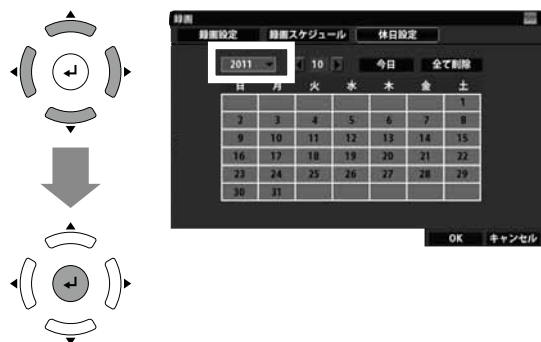 録画
録画設定 録画スケジュール 休日設定
2011 10 今日 全て削除
日 月 火 水 木 金 土
1
2 3 4 5 6 7 8
9 10 11 12 13 14 15
16 17 18 19 20 21 22
23 24 25 26 27 28 29
30 31
OK キャンセル